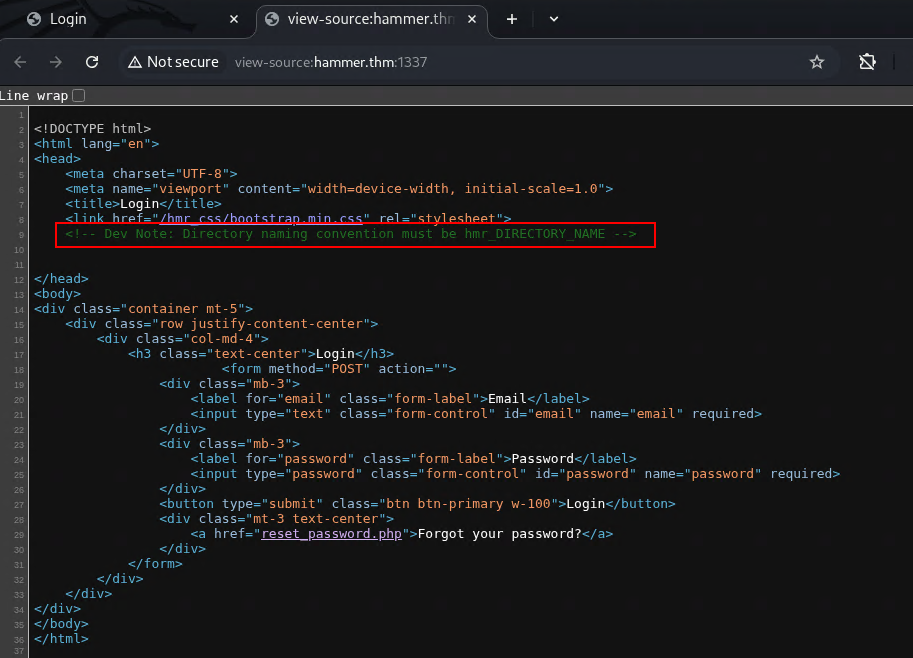 Login
view-source:hammer.thm
Not secure view-source:hammer.thm:1337
Line wrap
1
2 <!DOCTYPE html>
3 <html lang="en">
4 <head>
5 <meta charset="UTF-8">
6 <meta name="viewport" content="width=device-width, initial-scale=1.0">
7 <title>Login</title>
8 <link href="/hmr_css/bootstrap.min.css" rel="stylesheet">
9 <!-- Dev Note: Directory naming convention must be hmr_DIRECTORY_NAME -->
10
11
12 </head>
13 <body>
14 <div class="container mt-5">
15 <div class="row justify-content-center">
16 <div class="col-md-4">
17 <h3 class="text-center">Login</h3>
18 <form method="POST" action="">
19 <div class="mb-3">
20 <label for="email" class="form-label">Email</label>
21 <input type="text" class="form-control" id="email" name="email" required>
22 </div>
23 <div class="mb-3">
24 <label for="password" class="form-label">Password</label>
25 <input type="password" class="form-control" id="password" name="password" required>
26 </div>
27 <button type="submit" class="btn btn-primary w-100">Login</button>
28 <div class="mt-3 text-center">
29 <a href="reset_password.php">Forgot your password?</a>
30 </div>
31 </form>
32 </div>
33 </div>
34 </div>
35 </body>
36 </html>
37